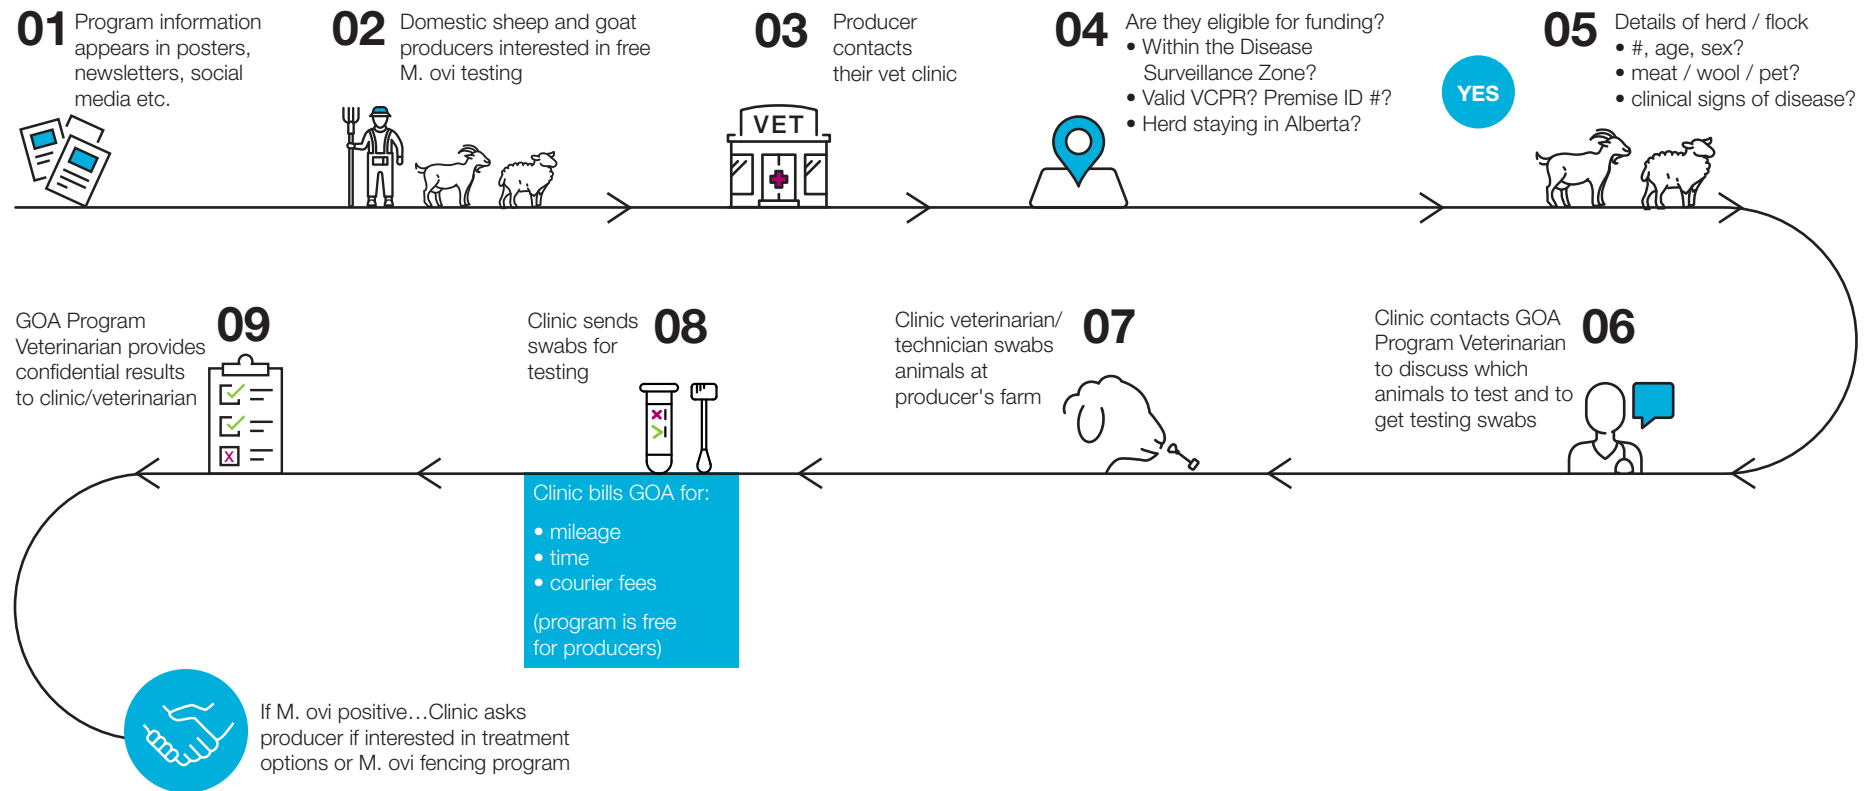 01
Program information
appears in posters,
newsletters, social
media etc.
02
Domestic sheep and goat
producers interested in free
M. ovi testing
03
Producer
contacts
their vet clinic
VET
04
Are they eligible for funding?
• Within the Disease
Surveillance Zone?
• Valid VCPR? Premise ID #?
• Herd staying in Alberta?
YES
05
Details of herd / flock
• #, age, sex?
• meat / wool / pet?
• clinical signs of disease?
06
Clinic contacts GOA
Program Veterinarian
to discuss which
animals to test and to
get testing swabs
07
Clinic veterinarian/
technician swabs
animals at
producer's farm
08
Clinic sends
swabs for
testing
Clinic bills GOA for:
• mileage
• time
• courier fees
(program is free
for producers)
09
GOA Program
Veterinarian provides
confidential results
to clinic/veterinarian
If M. ovi positive…Clinic asks
producer if interested in treatment
options or M. ovi fencing program